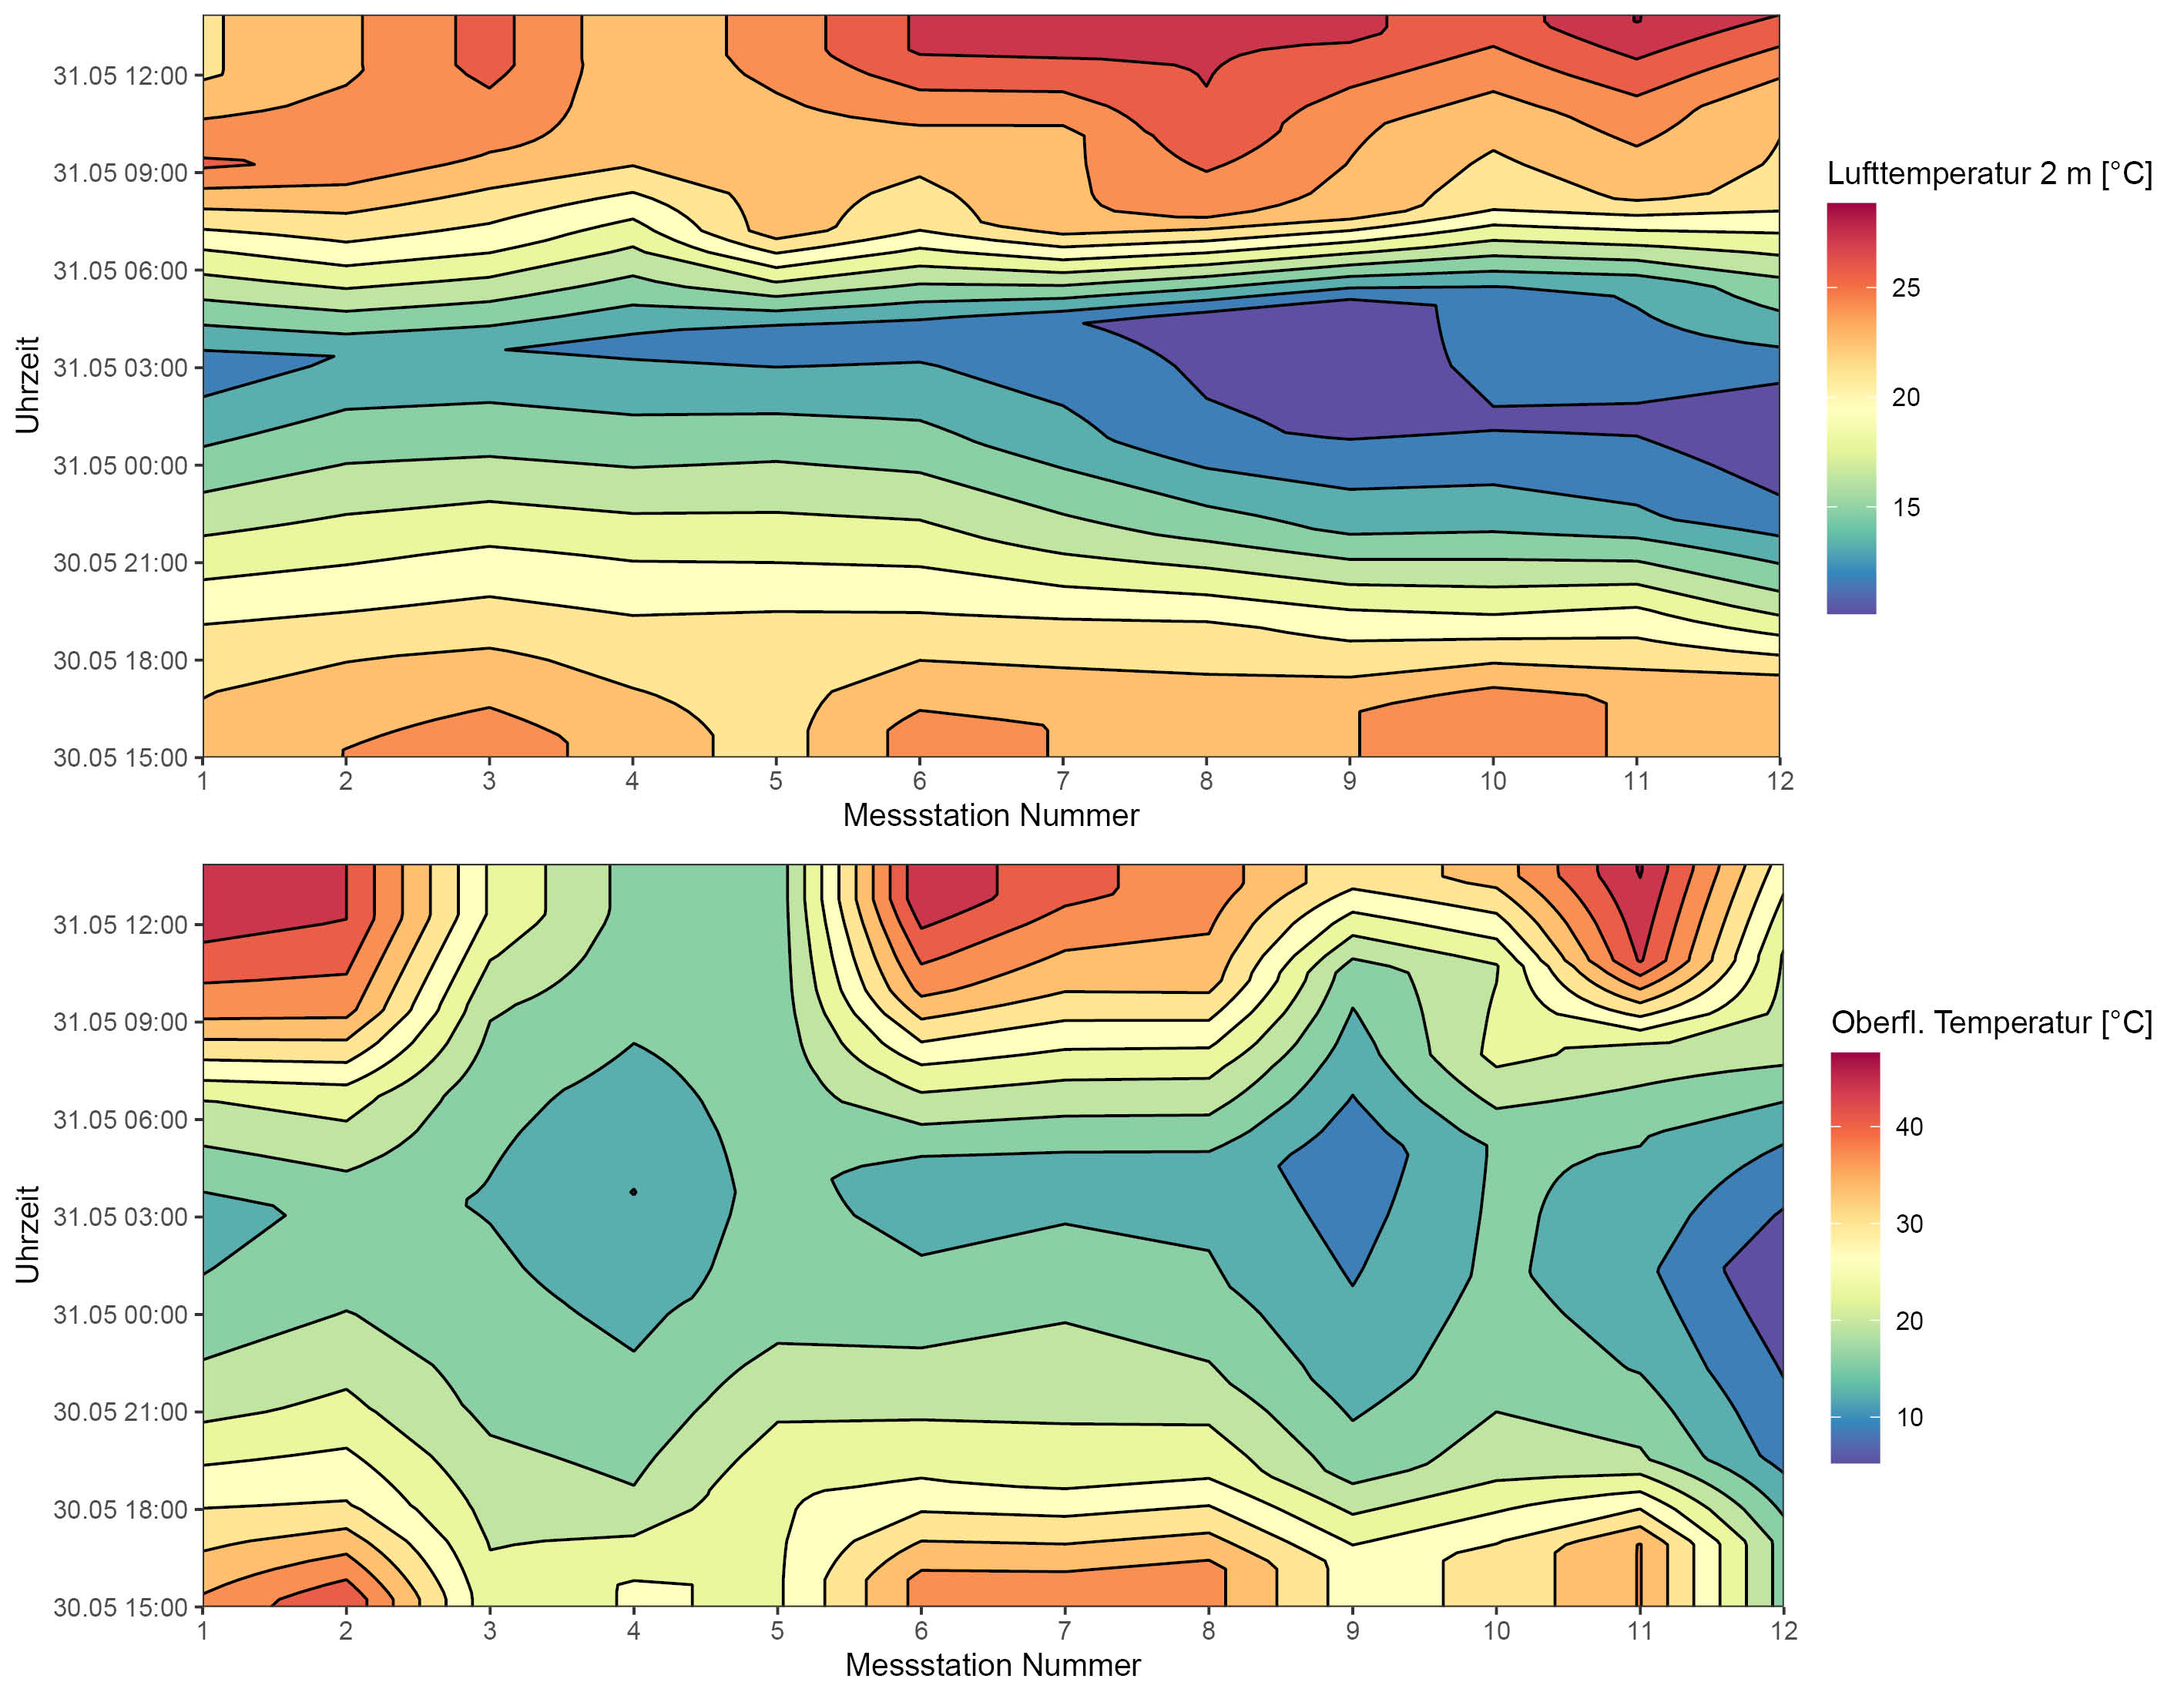 31.05 12:00
31.05 09:00
31.05 06:00
31.05 03:00
31.05 00:00
30.05 21:00
30.05 18:00
30.05 15:00
Uhrzeit
1 2 3 4 5 6 7 8 9 10 11 12
Messstation Nummer
Lufttemperatur 2 m [°C]
25
20
15
31.05 12:00
31.05 09:00
31.05 06:00
31.05 03:00
31.05 00:00
30.05 21:00
30.05 18:00
30.05 15:00
Uhrzeit
1 2 3 4 5 6 7 8 9 10 11 12
Messstation Nummer
Oberfl. Temperatur [°C]
40
30
20
10